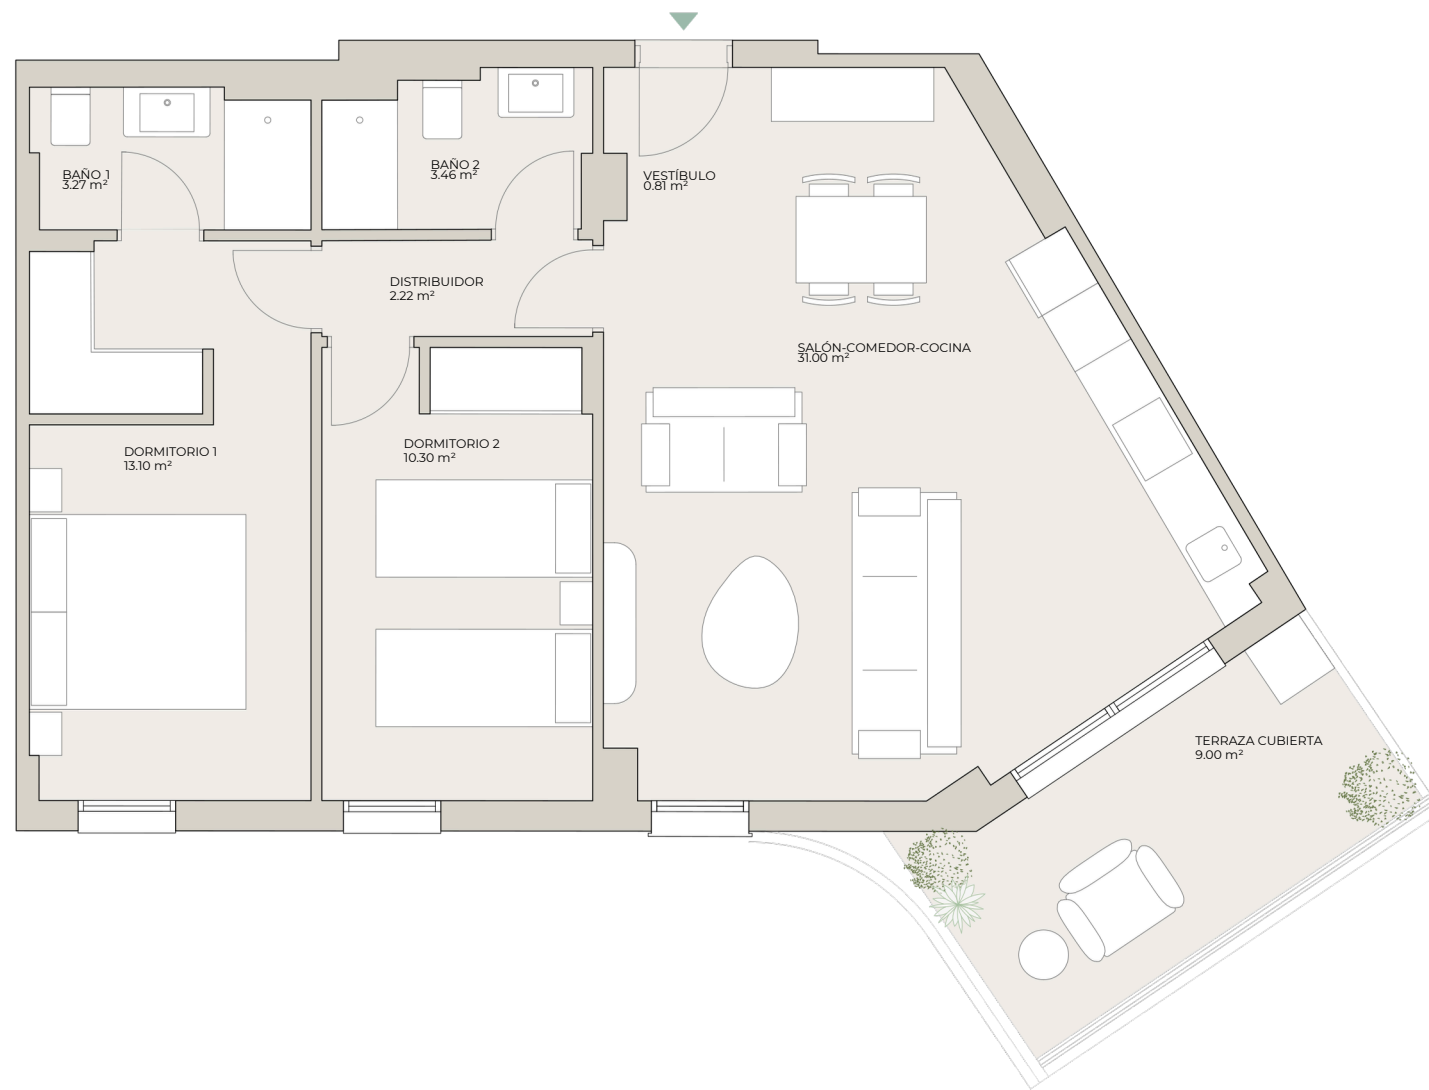 BAÑO 1
3.27 m²
BAÑO 2
3.46 m²
VESTÍBULO
0.81 m²
DISTRIBUIDOR
2.22 m²
SALÓN-COMEDOR-COCINA
31.00 m²
DORMITORIO 1
13.10 m²
DORMITORIO 2
10.30 m²
TERRAZA CUBIERTA
9.00 m²